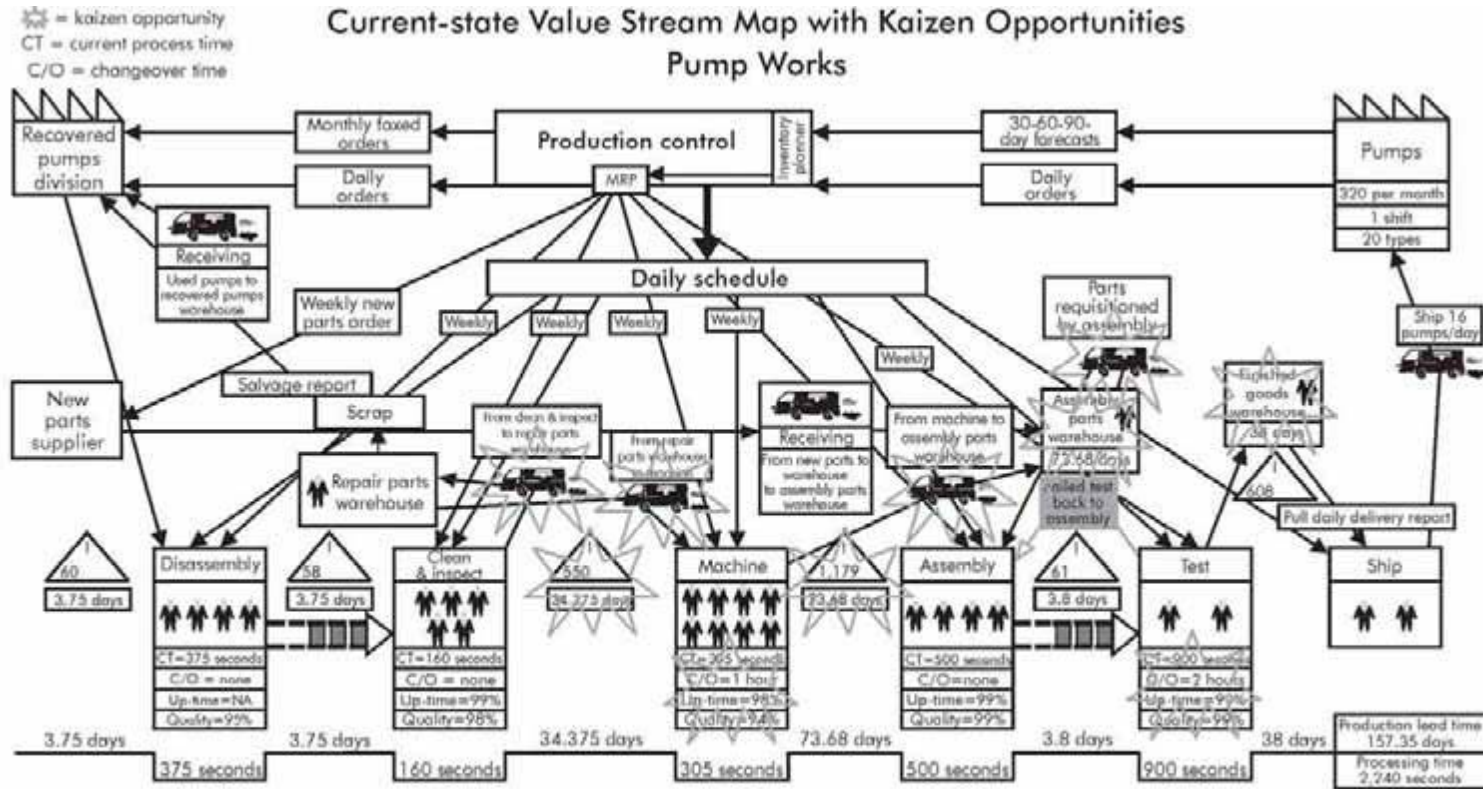 Current-state Value Stream Map with Kaizen Opportunities
Pump Works
= kaizen opportunity
CT = current process time
C/O = changeover time
Recovered
pumps
division
Monthly faxed
orders
Production control
Inventory
planner
MRP
30-60-90-
day forecasts
Pumps
Daily
orders
Daily
orders
320 per month
1 shift
20 types
Receiving
Used pumps to
recovered pumps
warehouse
Daily schedule
Weekly new
parts order
Weekly
Weekly
Weekly
Weekly
Weekly
Parts
requisitioned
by assembly
Ship 16
pumps/day
New
parts
supplier
Salvage report
Scrap
From clean & inspect
to repair parts
warehouse
From repair
parts warehouse
Receiving
From new parts to
warehouse
to assembly parts
warehouse
From machine to
assembly parts
warehouse
Assembly
parts
warehouse
73.68/days
Finished
goods
warehouse
38 days
Repair parts
warehouse
Failed test
back to
assembly
608
Pull daily delivery report
I
60
3.75 days
Disassembly
CT=375 seconds
C/O = none
Up-time=NA
Quality=95%
I
58
3.75 days
Clean
& inspect
CT=160 seconds
C/O = none
Up-time=99%
Quality=98%
I
550
34.375 days
Machine
CT=305 seconds
C/O=1 hour
Up-time=98%
Quality=94%
I
1,179
73.68 days
Assembly
CT=500 seconds
C/O=none
Up-time=99%
Quality=99%
I
61
3.8 days
Test
CT=900 seconds
C/O=2 hours
Up-time=99%
Quality=99%
I
Ship
3.75 days
375 seconds
3.75 days
160 seconds
34.375 days
305 seconds
73.68 days
500 seconds
3.8 days
900 seconds
38 days
Production lead time
157.35 days
Processing time
2,240 seconds